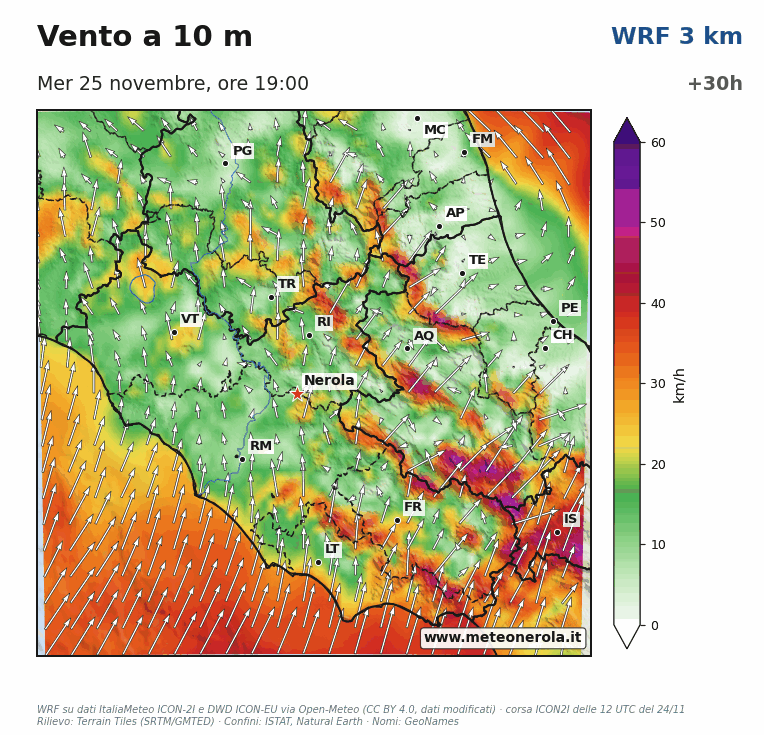 Vento a 10 m
WRF 3 km
Mer 25 novembre, ore 19:00
+30h
MC
FM
PG
AP
TE
TR
PE
VT
RI
AQ
CH
Nerola
RM
FR
IS
LT
www.meteonerola.it
60
50
40
30
20
10
0
km/h
WRF su dati ItaliaMeteo ICON-2I e DWD ICON-EU via Open-Meteo (CC BY 4.0, dati modificati) · corsa ICON2I delle 12 UTC del 24/11
Rilievo: Terrain Tiles (SRTM/GMTED) · Confini: ISTAT, Natural Earth · Nomi: GeoNames